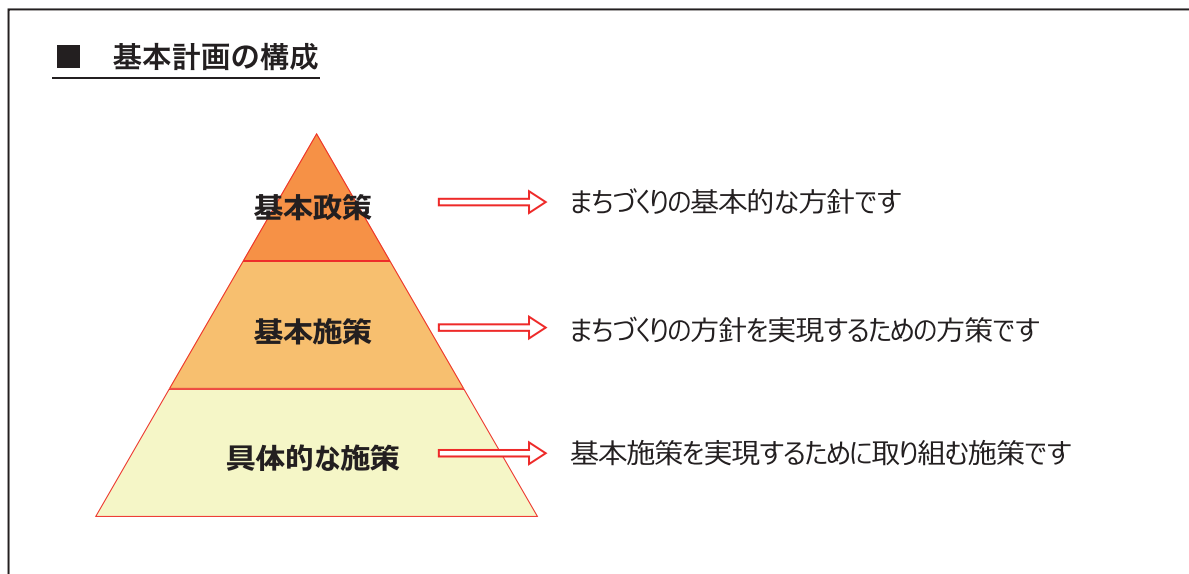 ■ 基本計画の構成
基本政策
まちづくりの基本的な方針です
基本施策
まちづくりの方針を実現するための方策です
具体的な施策
基本施策を実現するために取り組む施策です